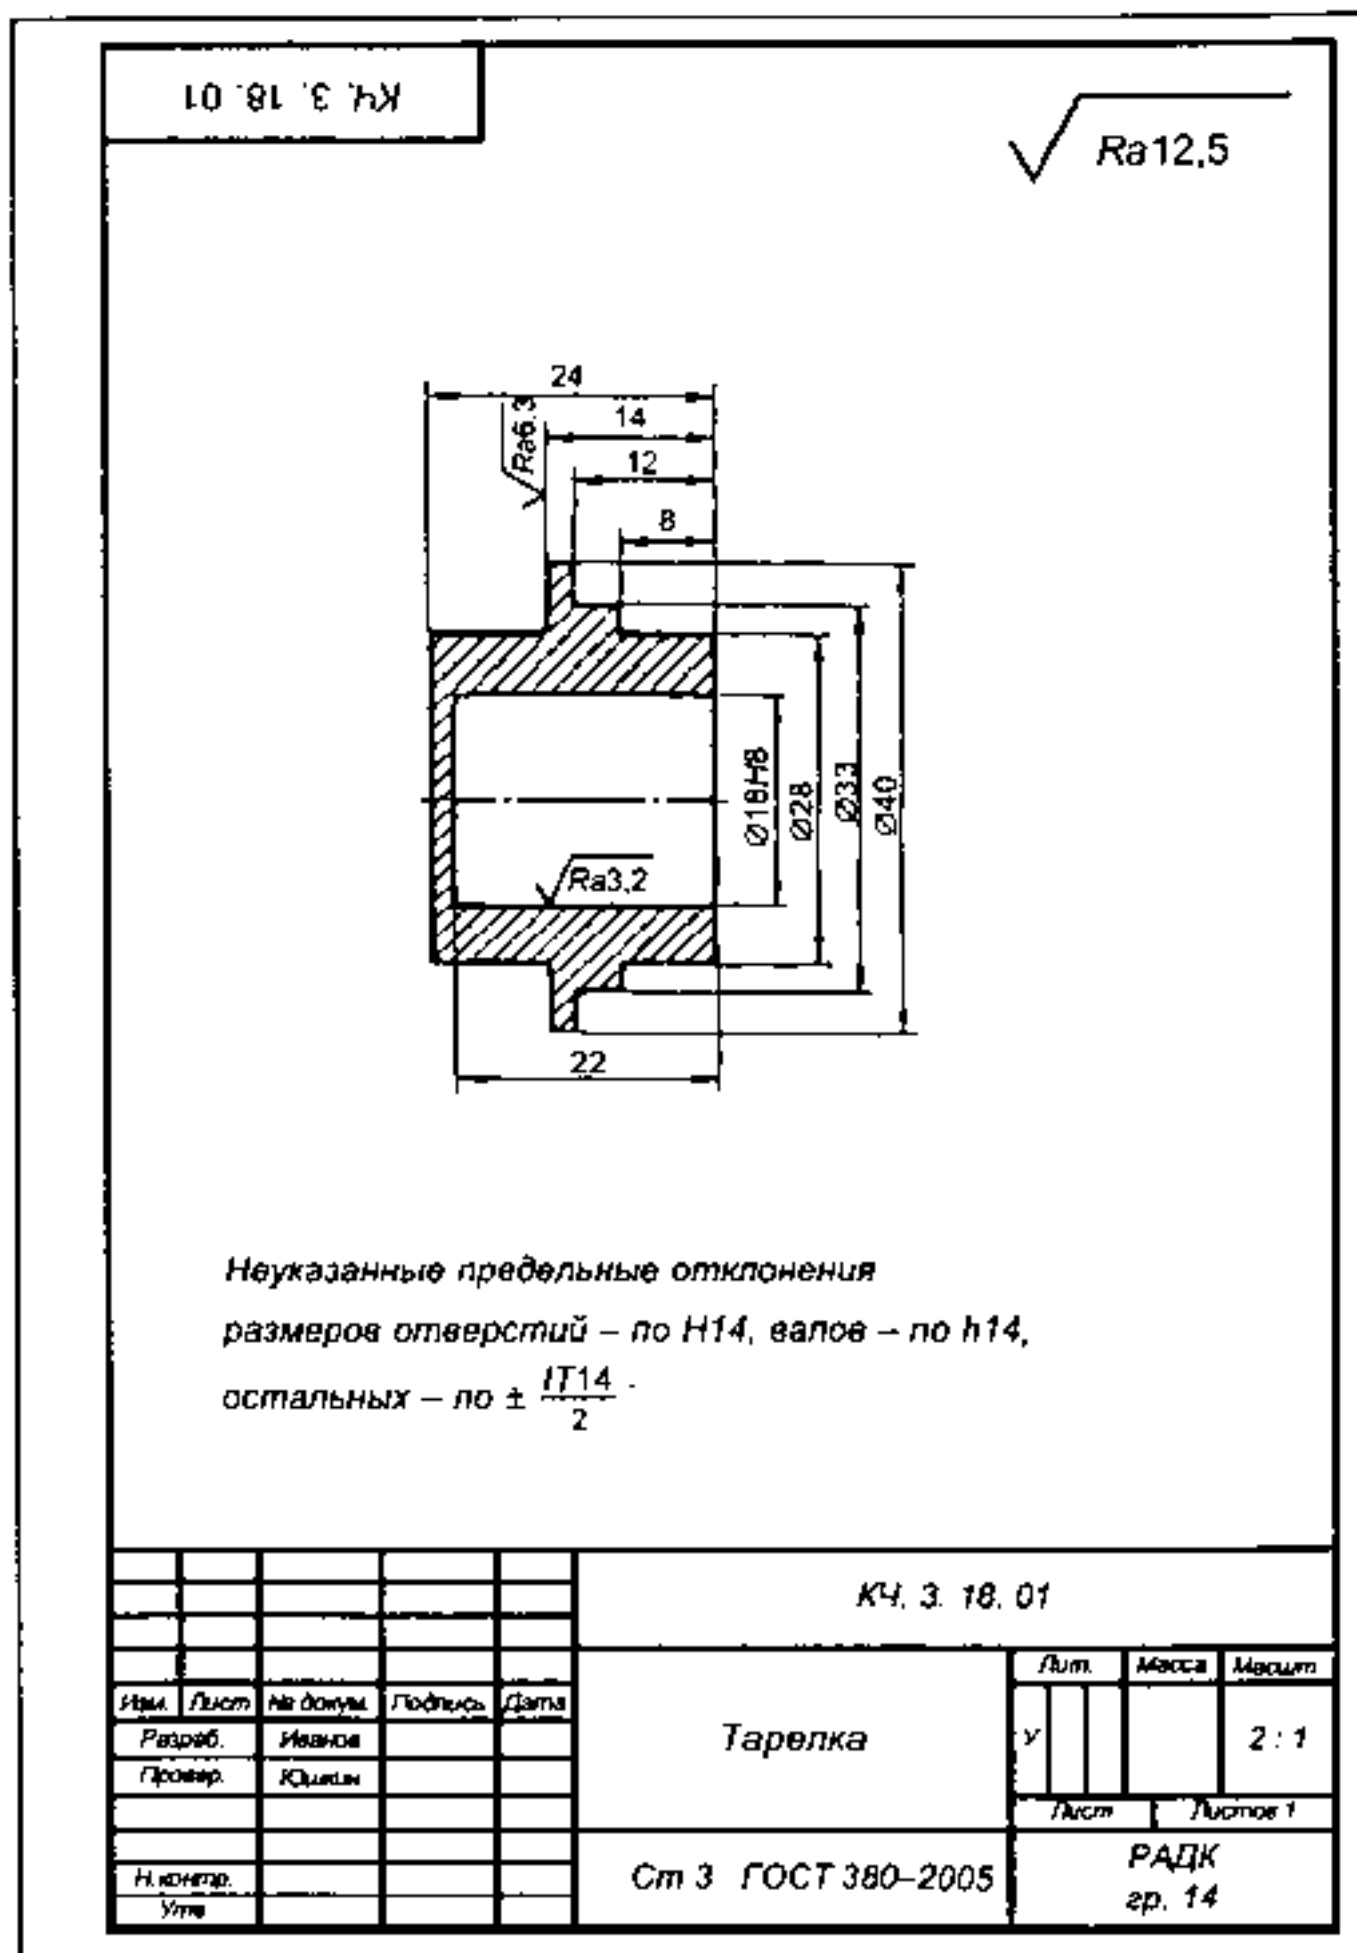 КЧ. 3. 18. 01
Ra12,5
24
14
Ra6.3
12
8
Ø18H8
Ø28
Ø33
Ø40
Ra3,2
22
Неуказанные предельные отклонения
размеров отверстий – по H14, валов – по h14,
остальных – по ± IT14/2.
КЧ. 3. 18. 01
Лит. Масса Масшт
Изм. Лист № докум. Подпись Дата
Разраб. Иванов
Тарелка
У
2 : 1
Провер. Юшкин
Лист Листов 1
Н.контр.
Утв
Ст 3 ГОСТ 380–2005
РАДК
гр. 14